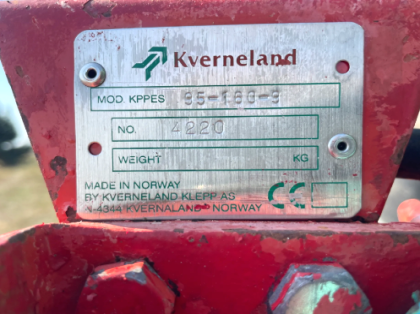 Kverneland
MOD. KPPES 95-160-9
NO. 4220
WEIGHT KG
MADE IN NORWAY
BY KVERNELAND KLEPP AS
N-4344 KVERNALAND - NORWAY
CE